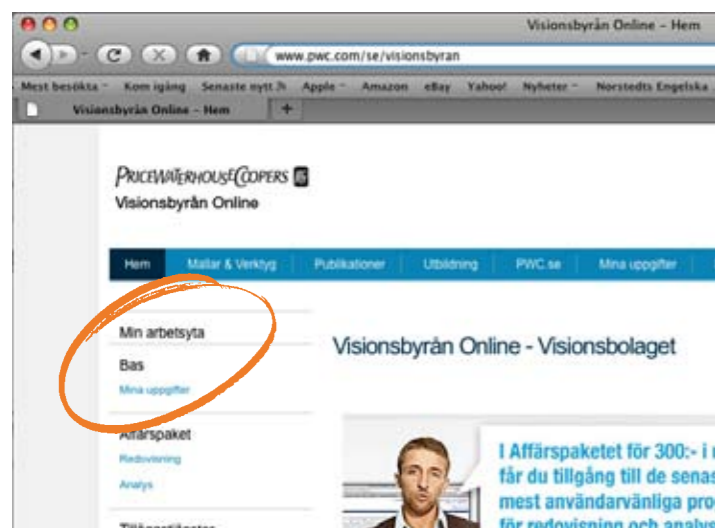 Visionsbyrån Online – Hem
www.pwc.com/se/visionsbyran
Mest besökta Kom igång Senaste nytt Apple Amazon eBay Yahoo! Nyheter Norstedts Engelska
Visionsbyrån Online – Hem +
PRICEWATERHOUSECOOPERS
Visionsbyrån Online
Hem Mallar & Verktyg Publikationer Utbildning PWC.se Mina uppgifter
Min arbetsyta
Bas
Mina uppgifter
Affärspaket
Redovisning
Analys
Visionsbyrån Online - Visionsbolaget
I Affärspaketet för 300:- i
får du tillgång till de
mest användarvänliga
för redovisning och